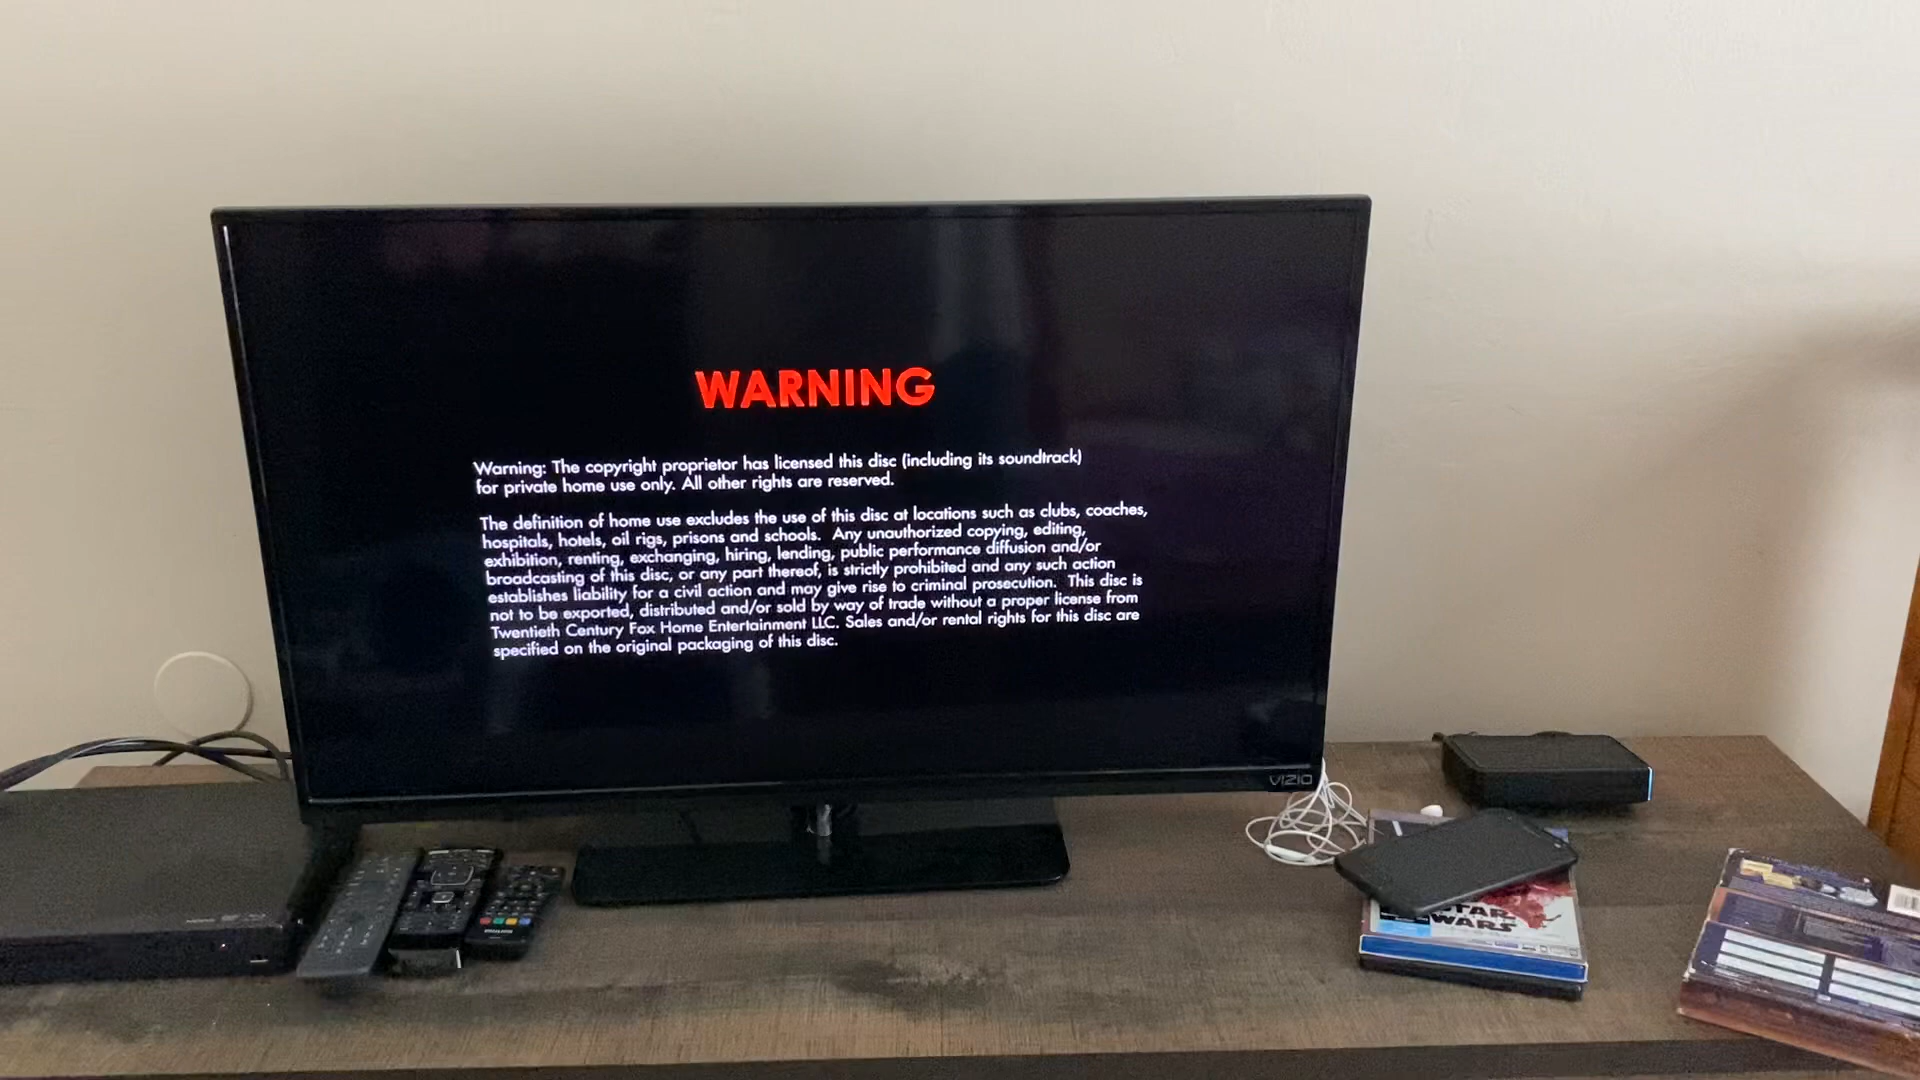 WARNING
Warning: The copyright proprietor has licensed this disc (including its soundtrack)
for private home use only. All other rights are reserved.
The definition of home use excludes the use of this disc at locations such as clubs, coaches,
hospitals, hotels, oil rigs, prisons and schools. Any unauthorized copying, editing,
exhibition, renting, exchanging, hiring, lending, public performance diffusion and/or
broadcasting of this disc, or any part thereof, is strictly prohibited and any such action
establishes liability for a civil action and may give rise to criminal prosecution. This disc is
not to be exported, distributed and/or sold by way of trade without a proper license from
Twentieth Century Fox Home Entertainment LLC. Sales and/or rental rights for this disc are
specified on the original packaging of this disc.
VIZIO
STAR
WARS